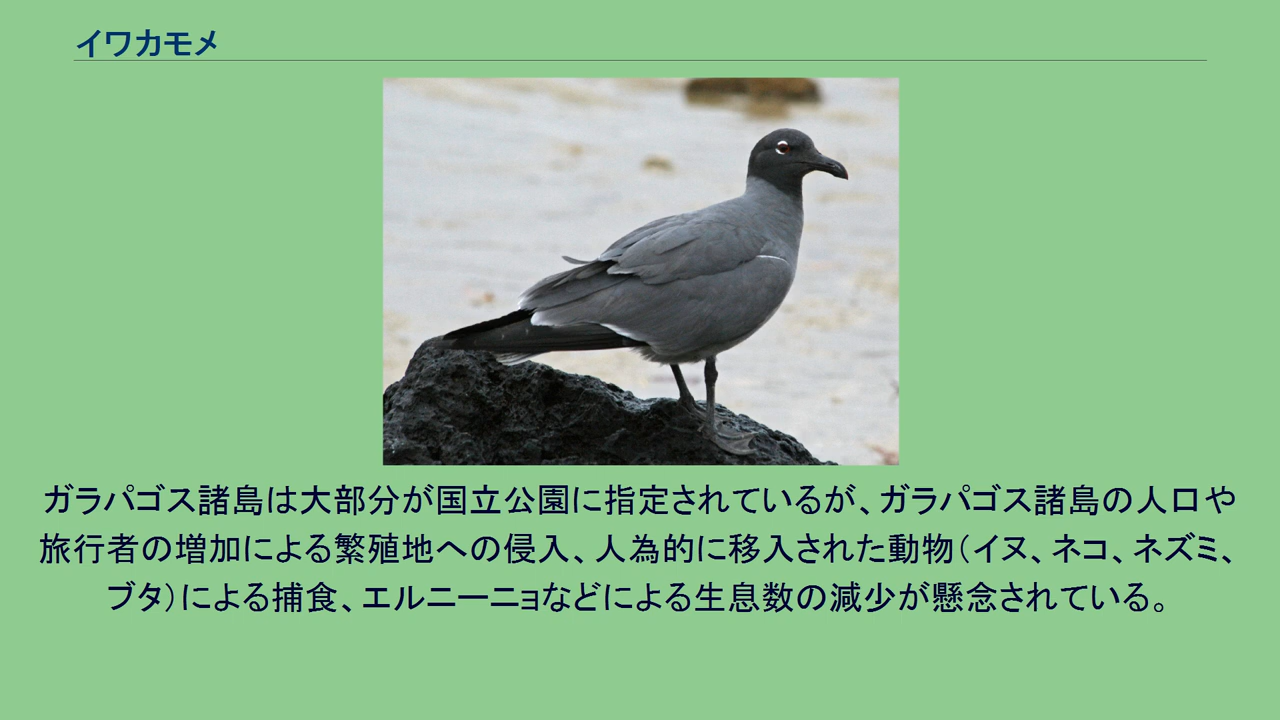 イワカモメ
ガラパゴス諸島は大部分が国立公園に指定されているが、ガラパゴス諸島の人口や
旅行者の増加による繁殖地への侵入、人為的に移入された動物（イヌ、ネコ、ネズミ、
ブタ）による捕食、エルニーニョなどによる生息数の減少が懸念されている。